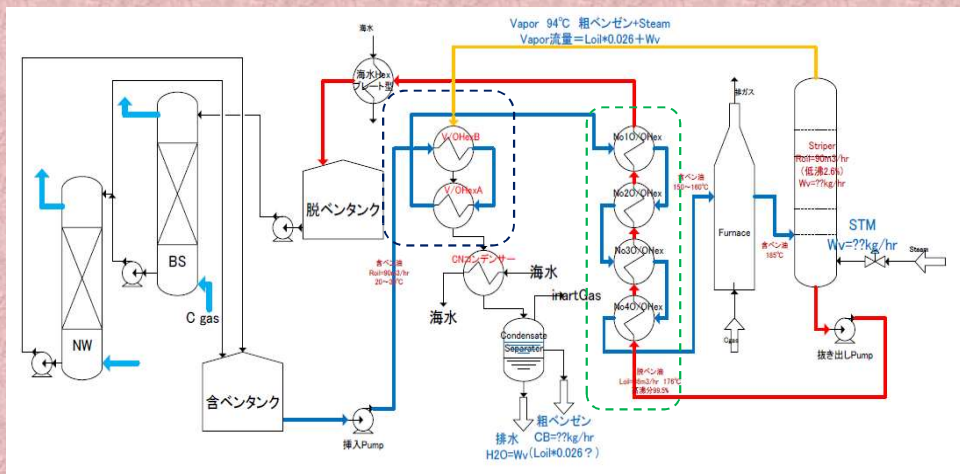 Vapor 94℃ 粗ベンゼン+Steam
Vapor流量＝Loil*0.026＋Wv
海水
海水Hex
プレート型
排ガス
V/OHexB
V/OHexA
No1O/OHex
No2O/OHex
No3O/OHex
No4O/OHex
Striper
Roil=90m3/hr
(低沸2.6%)
Wv=??kg/hr
含ベン油
150～160℃
Furnace
含ベン油
185℃
STM
Wv=??kg/hr
Steam
脱ベンタンク
BS
C gas
NW
含ベン油
Roil=90m3/hr
CNコンデンサー
海水
海水
inartGas
Condensate
Separater
Cgas
抜き出しPump
脱ベン油
176℃
含ベンタンク
挿入Pump
粗ベンゼン
排水 CB=??kg/hr
H2O=Wv(Loil*0.026？)